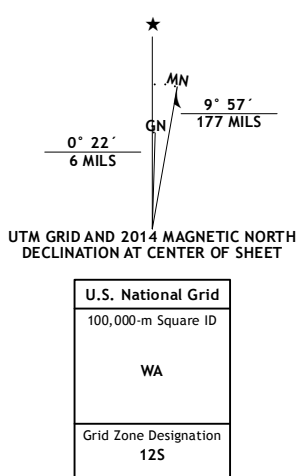 MN
9° 57´
177 MILS
GN
0° 22´
6 MILS
UTM GRID AND 2014 MAGNETIC NORTH
DECLINATION AT CENTER OF SHEET
U.S. National Grid
100,000-m Square ID
WA
Grid Zone Designation
12S